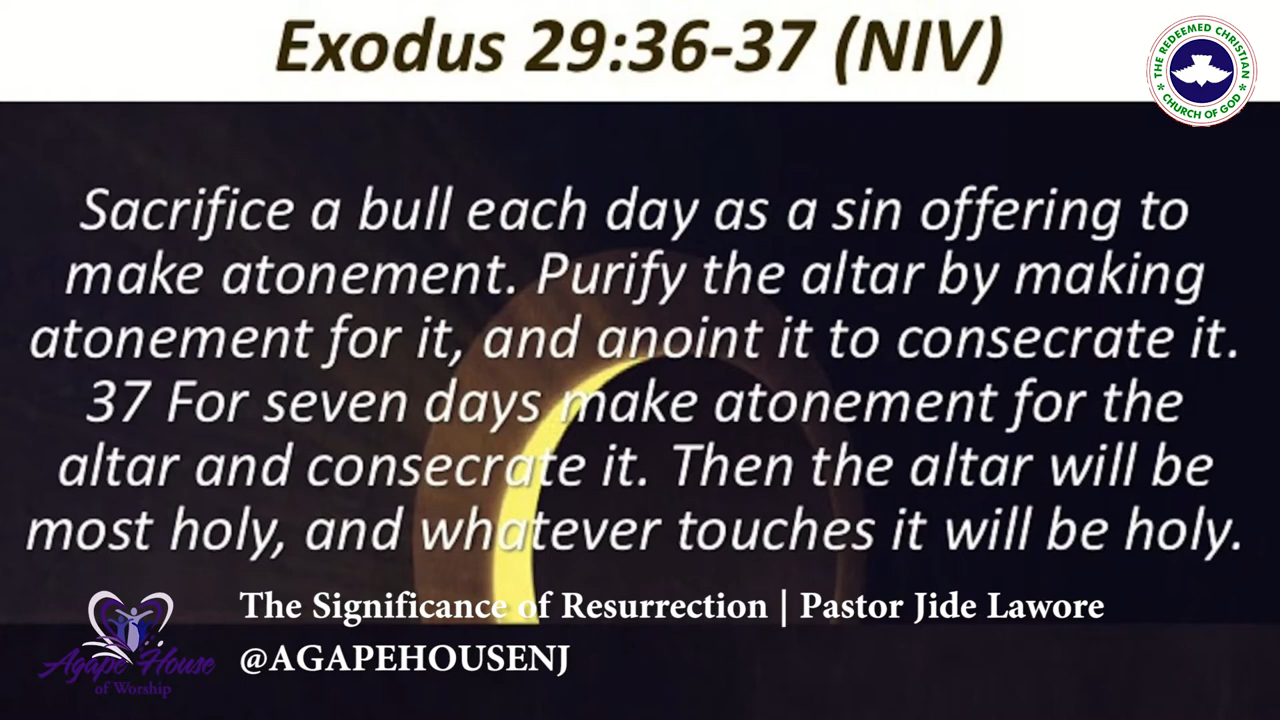 Exodus 29:36-37 (NIV)
THE REDEEMED CHRISTIAN
CHURCH OF GOD
Sacrifice a bull each day as a sin offering to
make atonement. Purify the altar by making
atonement for it, and anoint it to consecrate it.
37 For seven days make atonement for the
altar and consecrate it. Then the altar will be
most holy, and whatever touches it will be holy.
The Significance of Resurrection | Pastor Jide Lawore
@AGAPEHOUSENJ
Agape House
of Worship